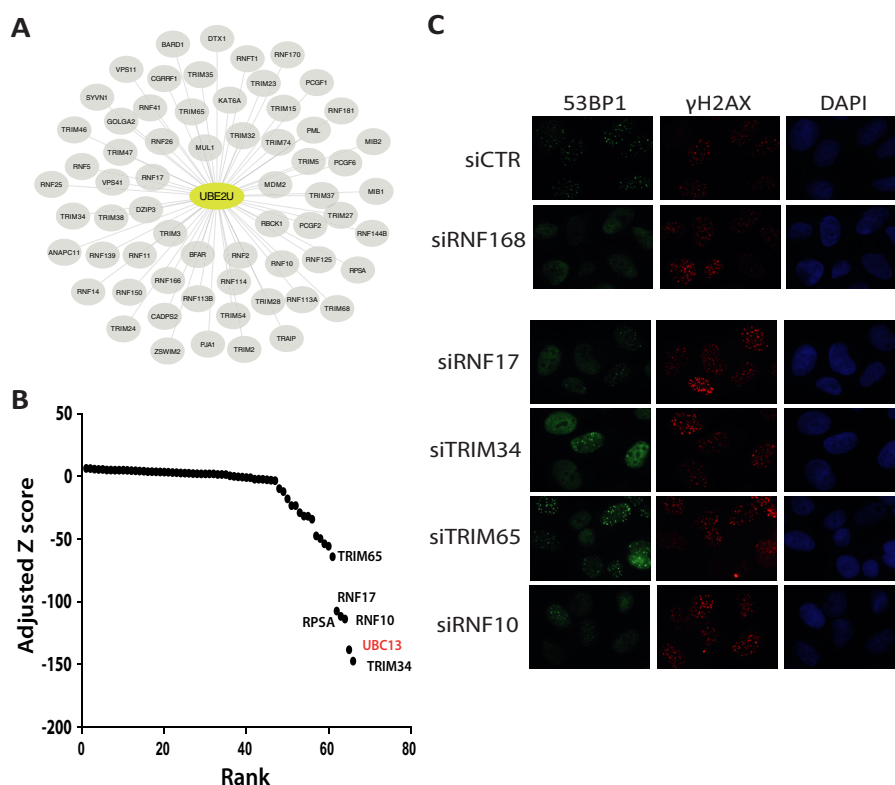 A
DTX1
BARD1
RNFT1
RNF170
VPS11
CGRRF1
TRIM35
TRIM23
PCGF1
SYVN1
RNF41
TRIM65
KAT6A
TRIM15
RNF181
GOLGA2
TRIM46
RNF26
MUL1
TRIM32
TRIM74
PML
MIB2
TRIM47
TRIM5
PCGF6
RNF5
RNF25
VPS41
RNF17
UBE2U
MDM2
TRIM37
MIB1
TRIM34
TRIM38
DZIP3
RBCK1
PCGF2
TRIM27
RNF144B
TRIM3
ANAPC11
RNF139
RNF11
BFAR
RNF2
RNF10
RNF125
RPSA
RNF14
RNF150
RNF166
RNF113B
RNF114
TRIM28
RNF113A
TRIM68
TRIM24
CADPS2
TRIM54
ZSWIM2
PJA1
TRIM2
TRAIP
B
50
0
-50
-100
-150
-200
Adjusted Z score
TRIM65
RNF17
RPSA
RNF10
UBC13
TRIM34
0 20 40 60 80
Rank
C
53BP1 γH2AX DAPI
siCTR
siRNF168
siRNF17
siTRIM34
siTRIM65
siRNF10